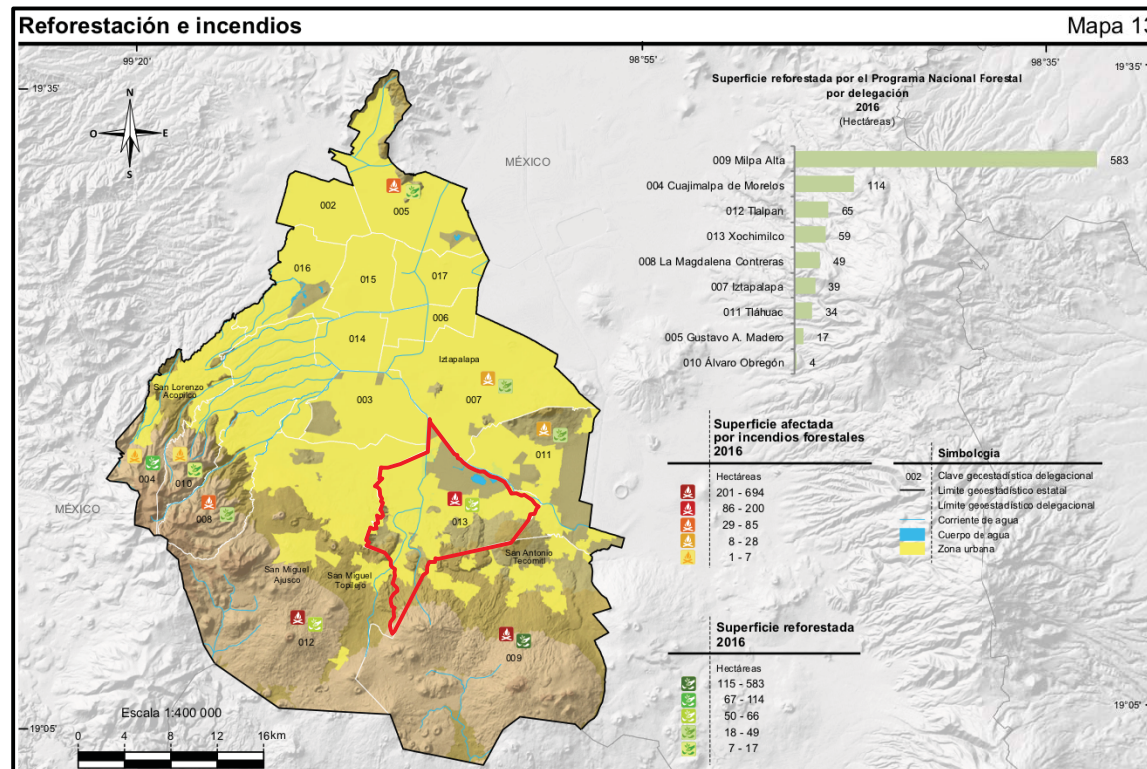 Reforestación e incendios
Mapa 13
99°20'
98°55'
98°35'
19°35'
19°35'
N
O
E
S
MÉXICO
Superficie reforestada por el Programa Nacional Forestal
por delegación
2016
(Hectáreas)
009 Milpa Alta 583
004 Cuajimalpa de Morelos 114
012 Tlalpan 65
013 Xochimilco 59
008 La Magdalena Contreras 49
007 Iztapalapa 39
011 Tláhuac 34
005 Gustavo A. Madero 17
010 Álvaro Obregón 4
002
005
016
015
017
006
014
Iztapalapa
San Lorenzo
Acopilco
003
007
011
004
010
013
008
MÉXICO
San Antonio
Tecomitl
San Miguel
Ajusco
San Miguel
Topilejo
012
009
Superficie afectada
por incendios forestales
2016
Hectáreas
201 - 694
86 - 200
29 - 85
8 - 28
1 - 7
Simbología
002 Clave geoestadística delegacional
Límite geoestadístico estatal
Límite geoestadístico delegacional
Corriente de agua
Cuerpo de agua
Zona urbana
Superficie reforestada
2016
Hectáreas
115 - 583
67 - 114
50 - 66
18 - 49
7 - 17
19°05'
19°05'
Escala 1:400 000
0 4 8 12 16km